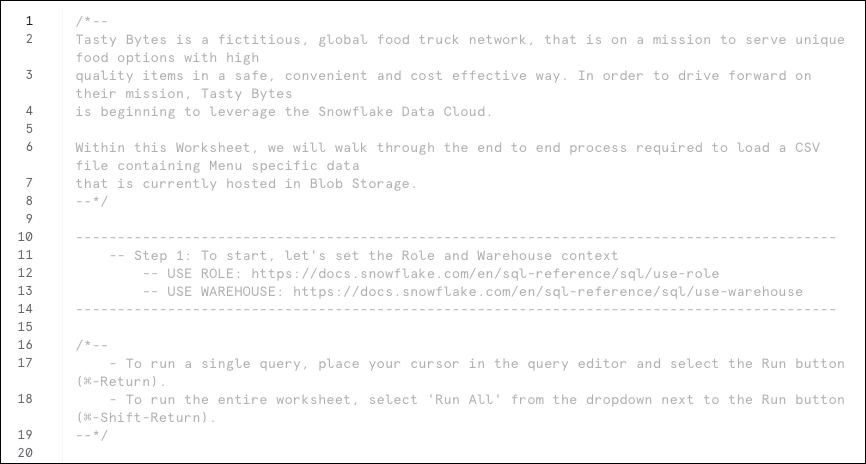 1 /*--
2 Tasty Bytes is a fictitious, global food truck network, that is on a mission to serve unique
food options with high
3 quality items in a safe, convenient and cost effective way. In order to drive forward on
their mission, Tasty Bytes
4 is beginning to leverage the Snowflake Data Cloud.
5
6 Within this Worksheet, we will walk through the end to end process required to load a CSV
file containing Menu specific data
7 that is currently hosted in Blob Storage.
8 --*/
9
10 -------------------------------------------------------------------------------------------
11     -- Step 1: To start, let's set the Role and Warehouse context
12         -- USE ROLE: https://docs.snowflake.com/en/sql-reference/sql/use-role
13         -- USE WAREHOUSE: https://docs.snowflake.com/en/sql-reference/sql/use-warehouse
14 -------------------------------------------------------------------------------------------
15
16 /*--
17     - To run a single query, place your cursor in the query editor and select the Run button
(⌘-Return).
18     - To run the entire worksheet, select 'Run All' from the dropdown next to the Run button
(⌘-Shift-Return).
19 --*/
20